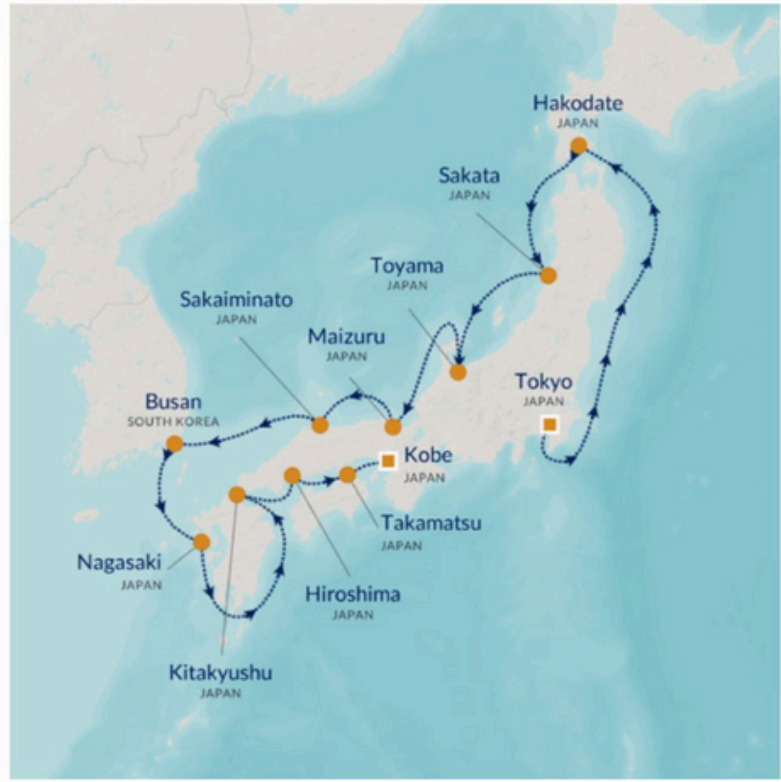 Hakodate
JAPAN
Sakata
JAPAN
Toyama
JAPAN
Sakaiminato
JAPAN
Maizuru
JAPAN
Tokyo
JAPAN
Busan
SOUTH KOREA
Kobe
JAPAN
Takamatsu
JAPAN
Nagasaki
JAPAN
Hiroshima
JAPAN
Kitakyushu
JAPAN